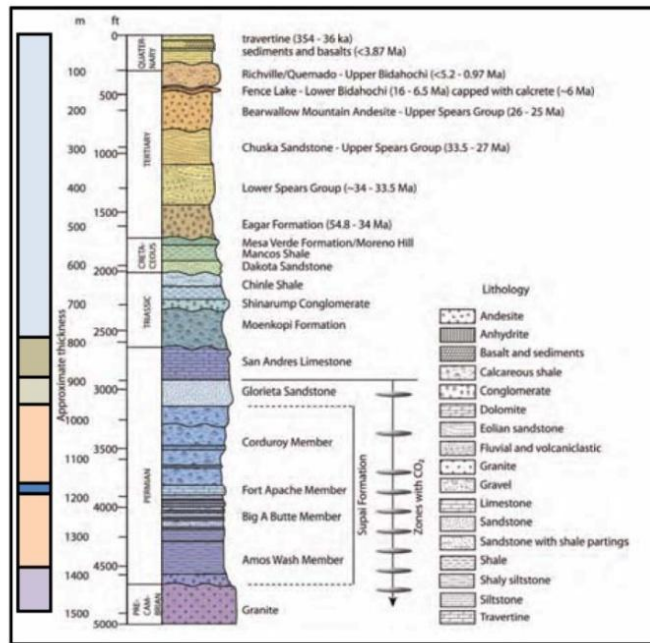 m ft
0
100
200
300
400
500
600
700
800
900
1000
1100
1200
1300
1400
1500
0
500
1000
1500
2000
2500
3000
3500
4000
4500
5000
Approximate thickness
QUATER-
NARY
TERTIARY
CRETA-
CEOUS
TRIASSIC
PERMIAN
PRE
CAM-
BRIAN
travertine (354 - 36 ka)
sediments and basalts (<3.87 Ma)
Richville/Quemado - Upper Bidahochi (<5.2 - 0.97 Ma)
Fence Lake - Lower Bidahochi (16 - 6.5 Ma) capped with calcrete (~6 Ma)
Bearwallow Mountain Andesite - Upper Spears Group (26 - 25 Ma)
Chuska Sandstone - Upper Spears Group (33.5 - 27 Ma)
Lower Spears Group (~34 - 33.5 Ma)
Eagar Formation (54.8 - 34 Ma)
Mesa Verde Formation/Moreno Hill
Mancos Shale
Dakota Sandstone
Chinle Shale
Shinarump Conglomerate
Moenkopi Formation
San Andres Limestone
Glorieta Sandstone
Corduroy Member
Fort Apache Member
Big A Butte Member
Amos Wash Member
Granite
Supai Formation
Zones with CO₂
Lithology
Andesite
Anhydrite
Basalt and sediments
Calcareous shale
Conglomerate
Dolomite
Eolian sandstone
Fluvial and volcaniclastic
Granite
Gravel
Limestone
Sandstone
Sandstone with shale partings
Shale
Shaly siltstone
Siltstone
Travertine